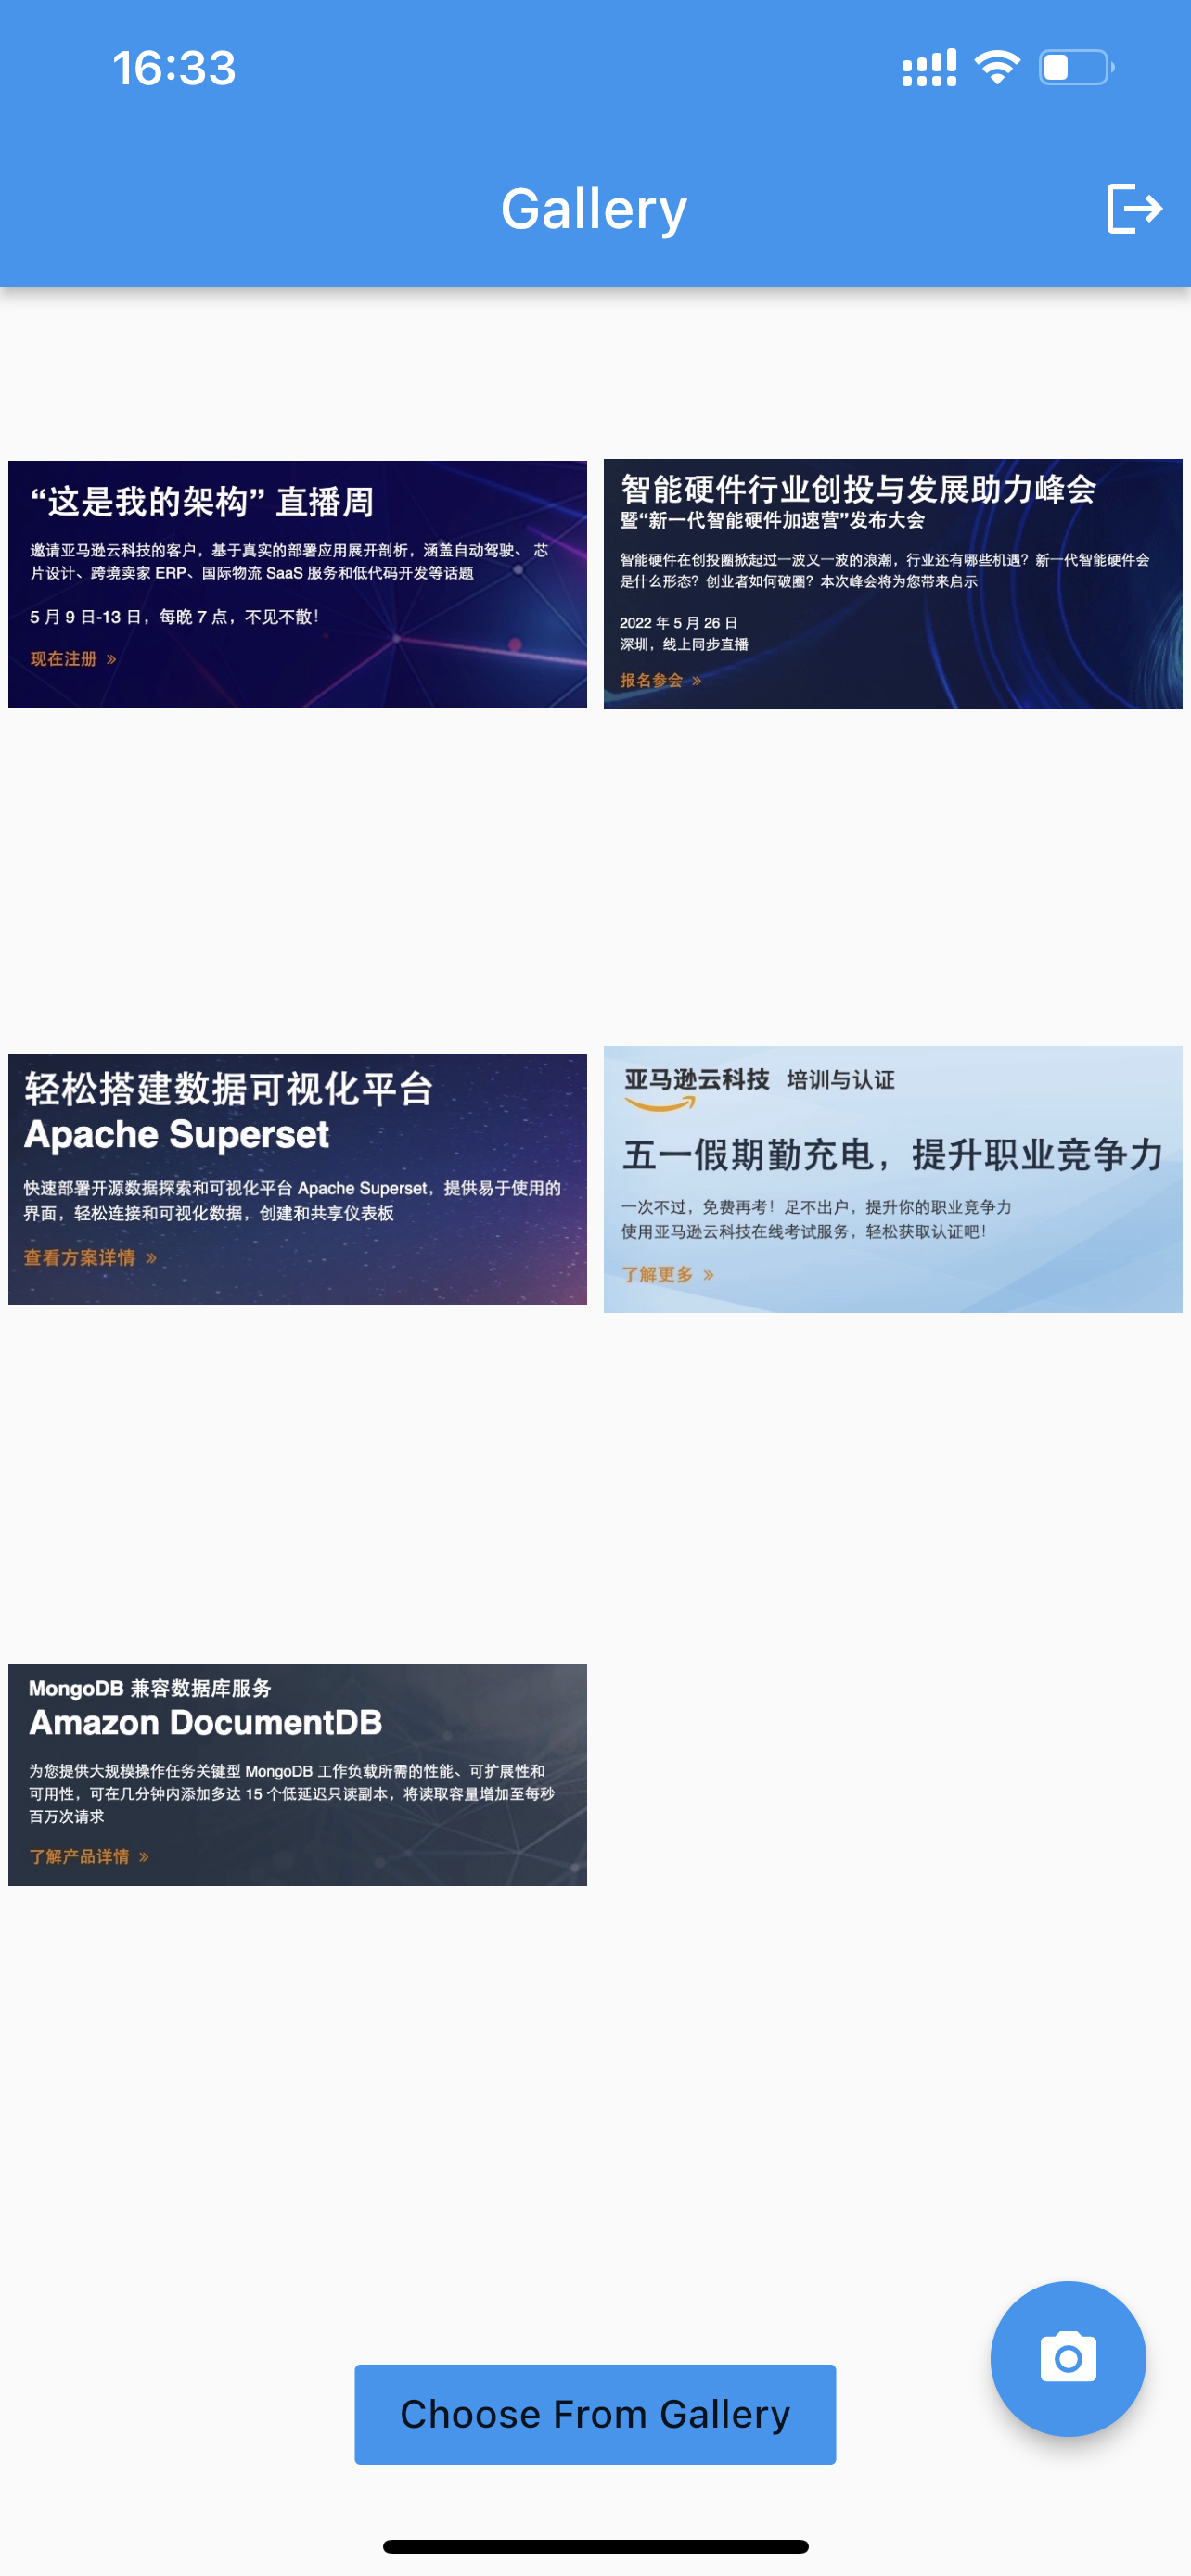 16:33
Gallery
“这是我的架构” 直播周
邀请亚马逊云科技的客户，基于真实的部署应用展开剖析，涵盖自动驾驶、 芯
片设计、跨境卖家 ERP、国际物流 SaaS 服务和低代码开发等话题
5 月 9 日-13 日，每晚 7 点，不见不散！
现在注册 »
智能硬件行业创投与发展助力峰会
暨“新一代智能硬件加速营”发布大会
智能硬件在创投圈掀起过一波又一波的浪潮，行业还有哪些机遇？新一代智能硬件会
是什么形态？创业者如何破圈？本次峰会将为您带来启示
2022 年 5 月 26 日
深圳，线上同步直播
报名参会 »
轻松搭建数据可视化平台
Apache Superset
快速部署开源数据探索和可视化平台 Apache Superset，提供易于使用的
界面，轻松连接和可视化数据，创建和共享仪表板
查看方案详情 »
亚马逊云科技 培训与认证
五一假期勤充电，提升职业竞争力
一次不过，免费再考！足不出户，提升你的职业竞争力
使用亚马逊云科技在线考试服务，轻松获取认证吧！
了解更多 »
MongoDB 兼容数据库服务
Amazon DocumentDB
为您提供大规模操作任务关键型 MongoDB 工作负载所需的性能、可扩展性和
可用性，可在几分钟内添加多达 15 个低延迟只读副本，将读取容量增加至每秒
百万次请求
了解产品详情 »
Choose From Gallery